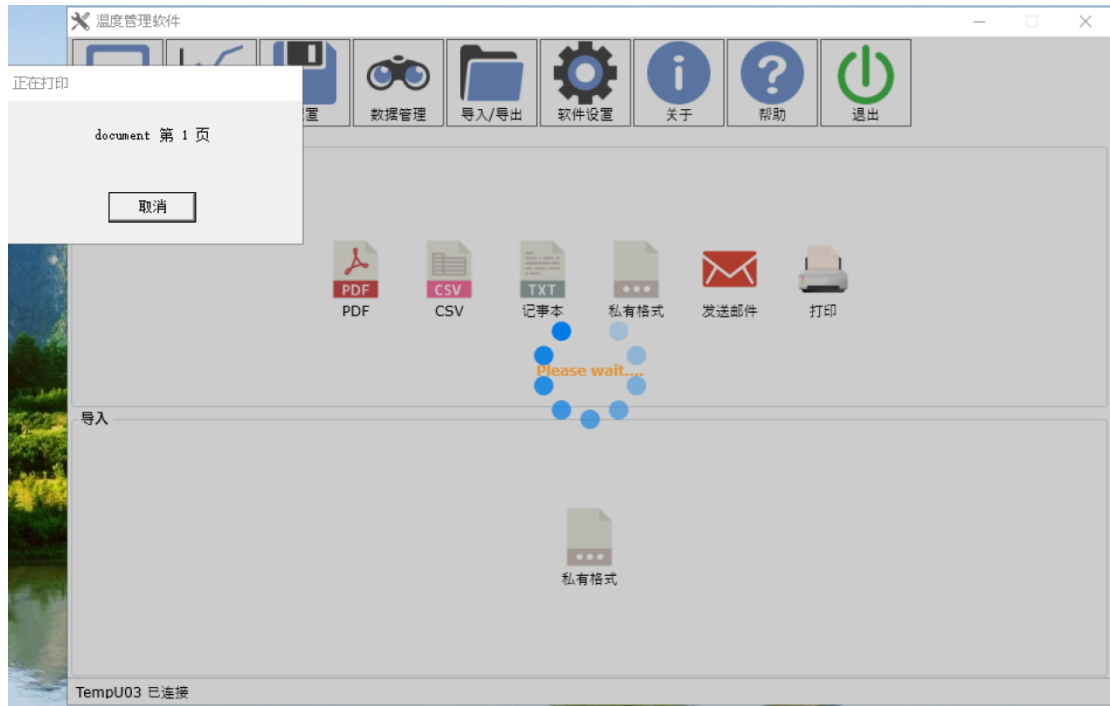 温度管理软件
正在打印
document 第 1 页
取消
置
数据管理
导入/导出
软件设置
关于
帮助
退出
PDF
CSV
TXT
PDF
CSV
记事本
私有格式
发送邮件
打印
Please wait....
导入
私有格式
TempU03 已连接